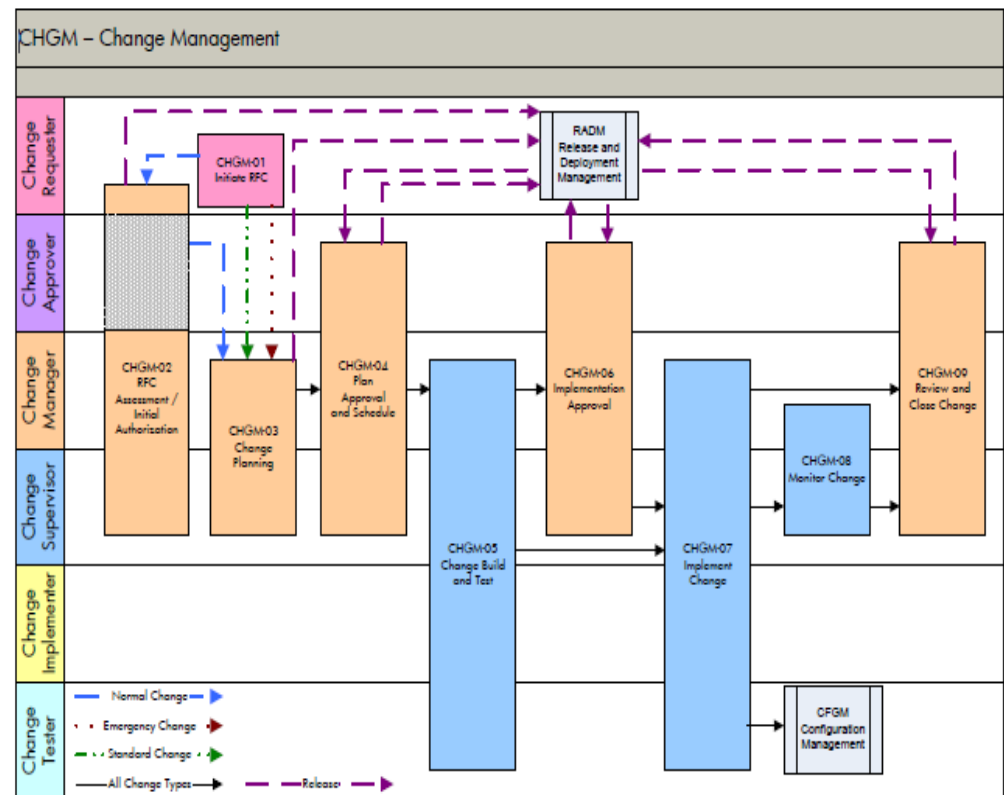 CHGM – Change Management
Change
Requester
Change
Approver
Change
Manager
Change
Supervisor
Change
Implementer
Change
Tester
CHGM-01
Initiate RFC
RADM
Release and
Deployment
Management
CHGM-02
RFC
Assessment /
Initial
Authorization
CHGM-03
Change
Planning
CHGM-04
Plan
Approval
and Schedule
CHGM-05
Change Build
and Test
CHGM-06
Implementation
Approval
CHGM-07
Implement
Change
CHGM-08
Monitor Change
CHGM-09
Review and
Close Change
CFGM
Configuration
Management
Normal Change
Emergency Change
Standard Change
All Change Types
Release